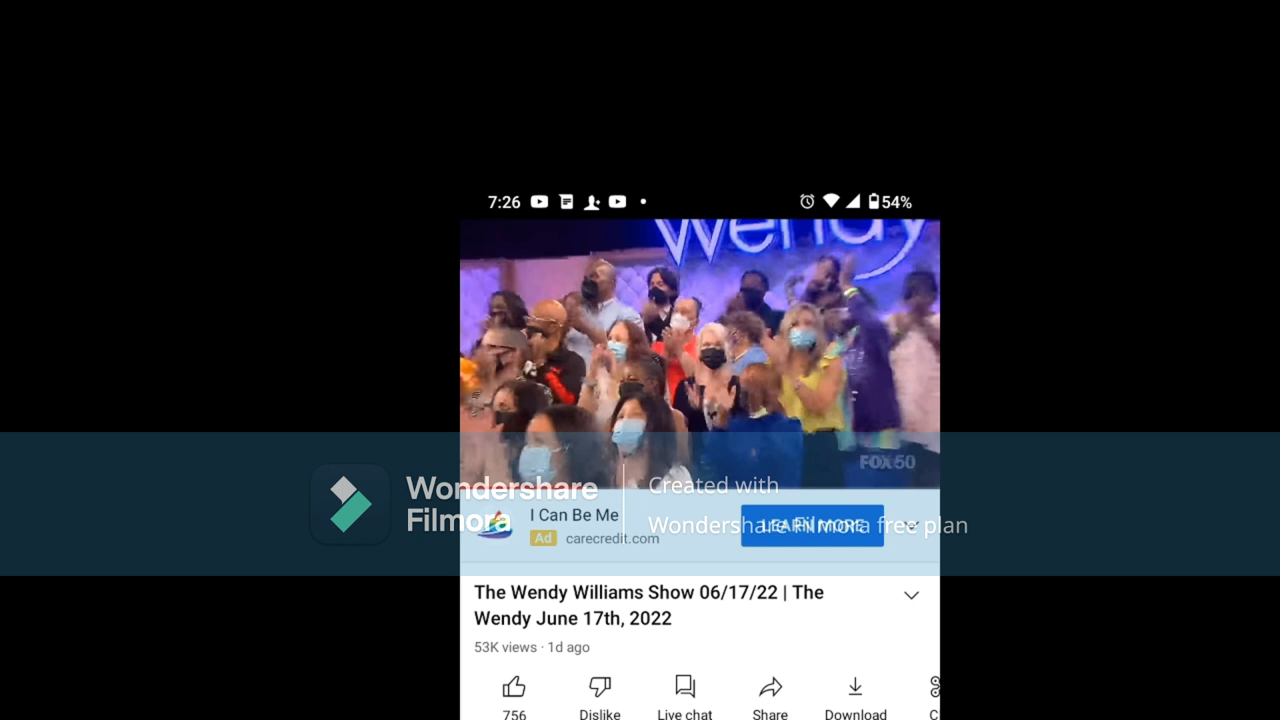 7:26
54%
Wendy
FOX50
Wondershare
Filmora
Created with
Wondershare Filmora free plan
I Can Be Me
Ad carecredit.com
LEARN MORE
The Wendy Williams Show 06/17/22 | The
Wendy June 17th, 2022
53K views · 1d ago
756
Dislike
Live chat
Share
Download